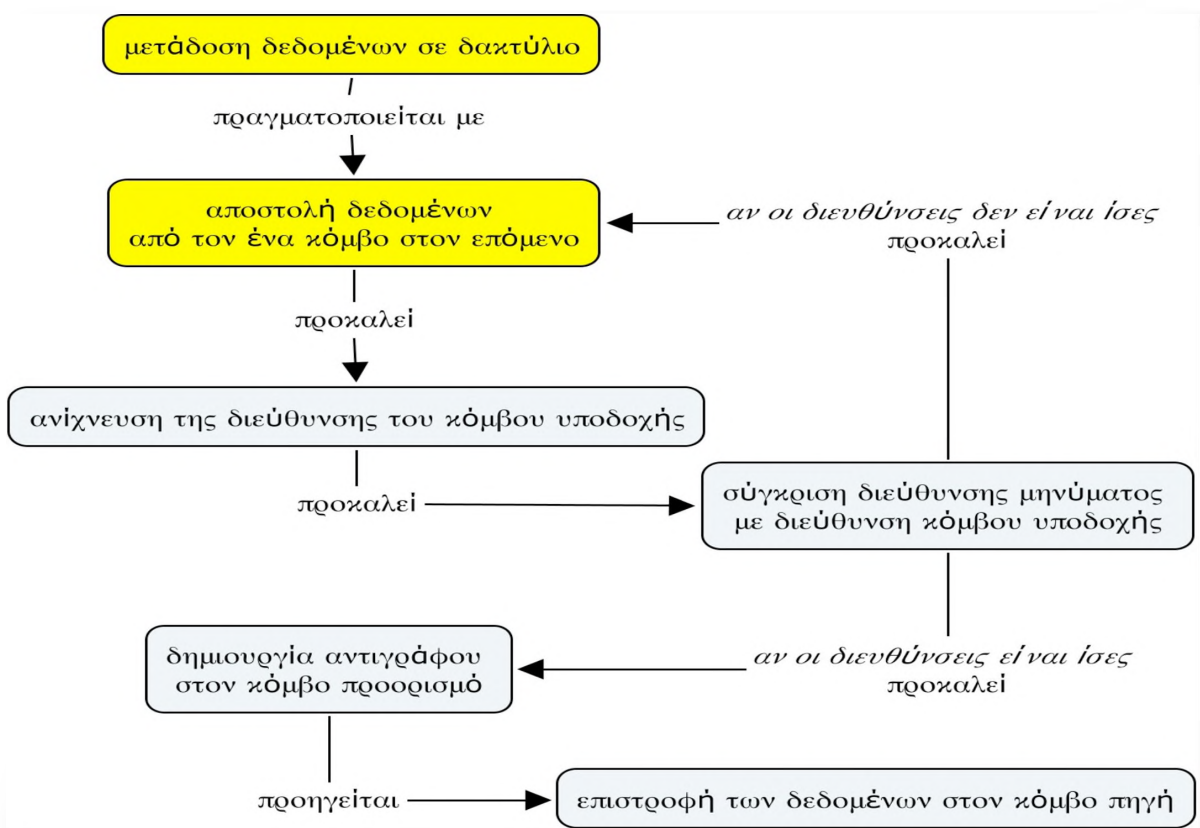 μετάδοση δεδομένων σε δακτύλιο
πραγματοποιείται με
αποστολή δεδομένων
από τον ένα κόμβο στον επόμενο
αν οι διευθύνσεις δεν είναι ίσες
προκαλεί
προκαλεί
ανίχνευση της διεύθυνσης του κόμβου υποδοχής
προκαλεί
σύγκριση διεύθυνσης μηνύματος
με διεύθυνση κόμβου υποδοχής
δημιουργία αντιγράφου
στον κόμβο προορισμό
αν οι διευθύνσεις είναι ίσες
προκαλεί
προηγείται
επιστροφή των δεδομένων στον κόμβο πηγή